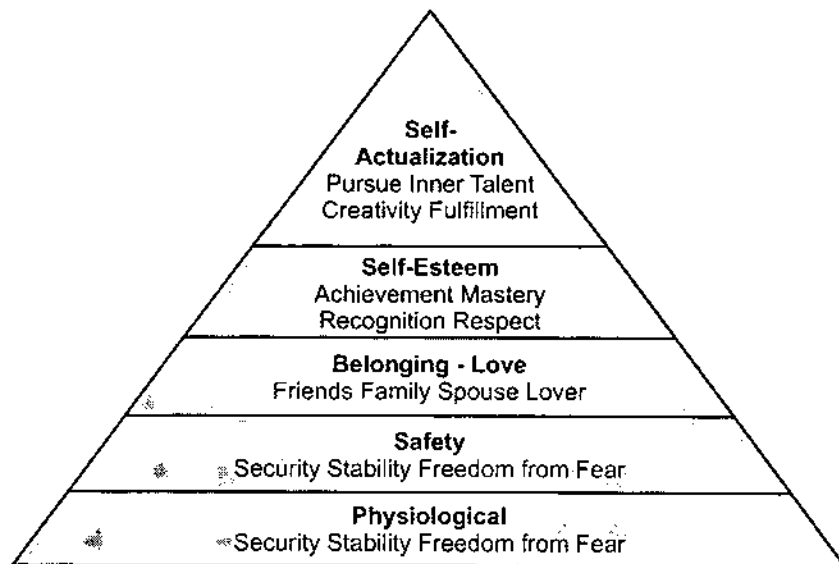 Self-
Actualization
Pursue Inner Talent
Creativity Fulfillment
Self-Esteem
Achievement Mastery
Recognition Respect
Belonging - Love
Friends Family Spouse Lover
Safety
Security Stability Freedom from Fear
Physiological
Security Stability Freedom from Fear